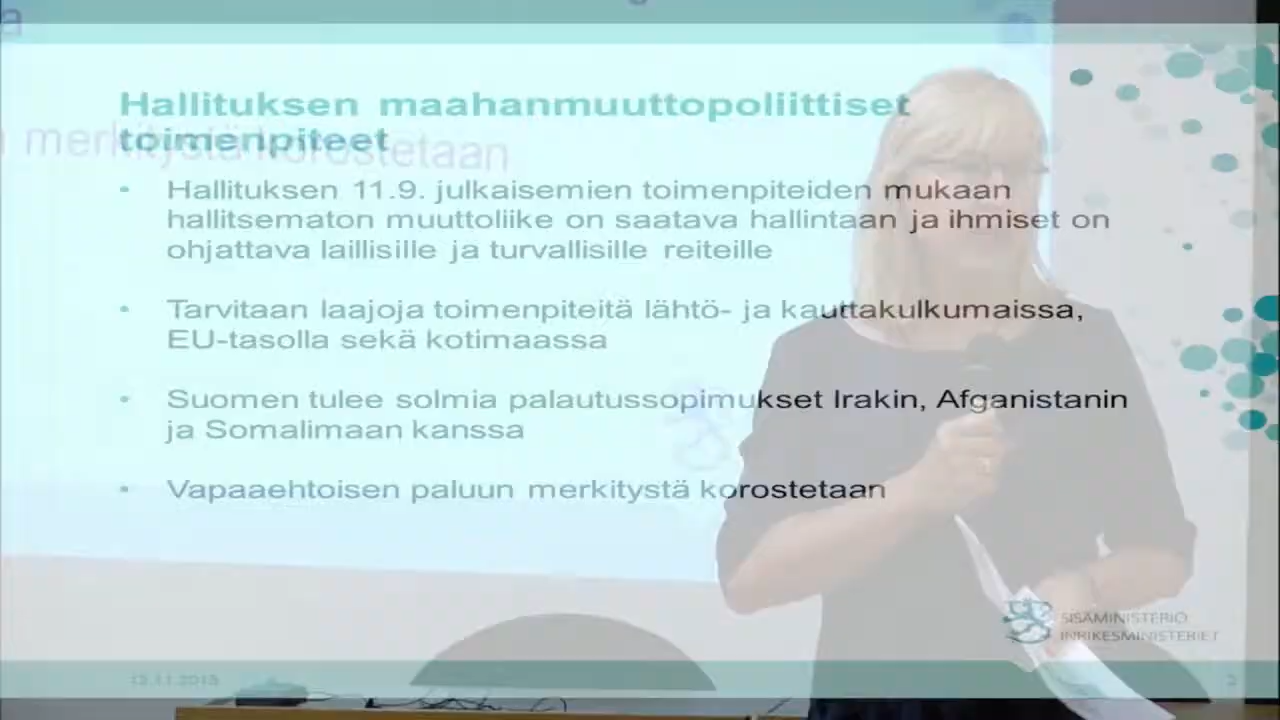 Hallituksen maahanmuuttopoliittiset
toimenpiteet
merkitystä korostetaan
• Hallituksen 11.9. julkaisemien toimenpiteiden mukaan
hallitsematon muuttoliike on saatava hallintaan ja ihmiset on
ohjattava laillisille ja turvallisille reiteille
• Tarvitaan laajoja toimenpiteitä lähtö- ja kauttakulkumaissa,
EU-tasolla sekä kotimaassa
• Suomen tulee solmia palautussopimukset Irakin, Afganistanin
ja Somalimaan kanssa
• Vapaaehtoisen paluun merkitystä korostetaan
SISÄMINISTERIÖ
INRIKESMINISTERIET